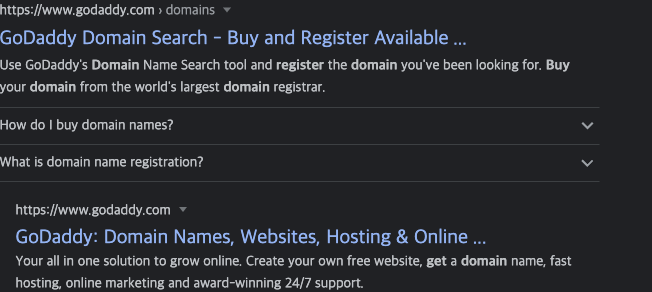 https://www.godaddy.com › domains
GoDaddy Domain Search - Buy and Register Available ...
Use GoDaddy's Domain Name Search tool and register the domain you've been looking for. Buy
your domain from the world's largest domain registrar.
How do I buy domain names?
What is domain name registration?
https://www.godaddy.com
GoDaddy: Domain Names, Websites, Hosting & Online ...
Your all in one solution to grow online. Create your own free website, get a domain name, fast
hosting, online marketing and award-winning 24/7 support.